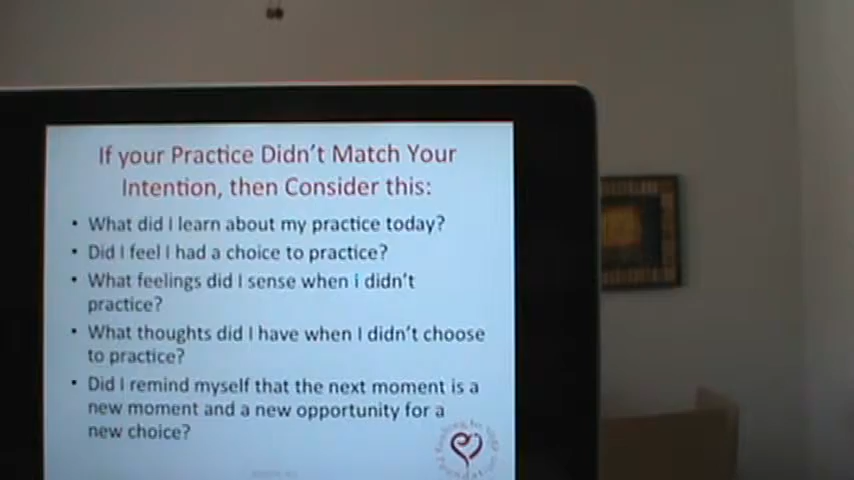 If your Practice Didn't Match Your
Intention, then Consider this:
• What did I learn about my practice today?
• Did I feel I had a choice to practice?
• What feelings did I sense when i didn't
practice?
• What thoughts did I have when I didn't choose
to practice?
• Did I remind myself that the next moment is a
new moment and a new opportunity for a
new choice?